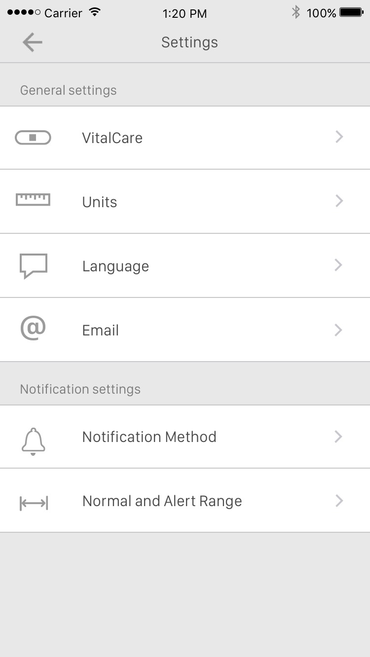 Carrier 1:20 PM 100%
Settings
General settings
VitalCare
Units
Language
@ Email
Notification settings
Notification Method
Normal and Alert Range